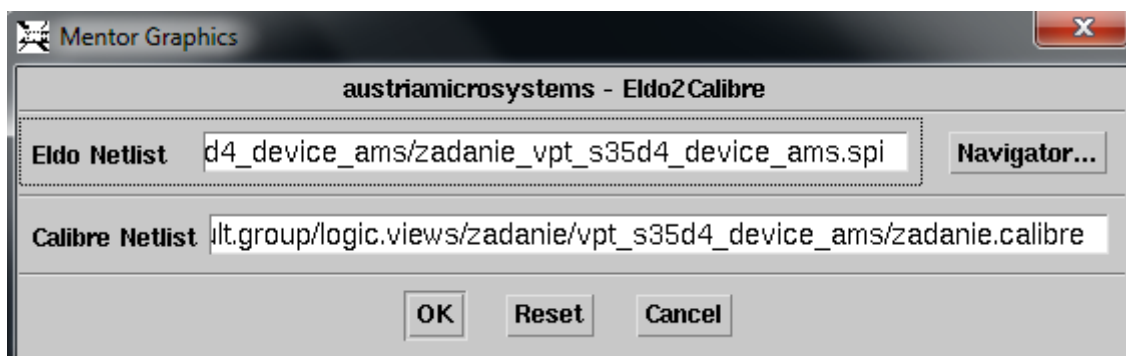 Mentor Graphics
austriamicrosystems - Eldo2Calibre
Eldo Netlist d4_device_ams/zadanie_vpt_s35d4_device_ams.spi Navigator...
Calibre Netlist ult.group/logic.views/zadanie/vpt_s35d4_device_ams/zadanie.calibre
OK Reset Cancel